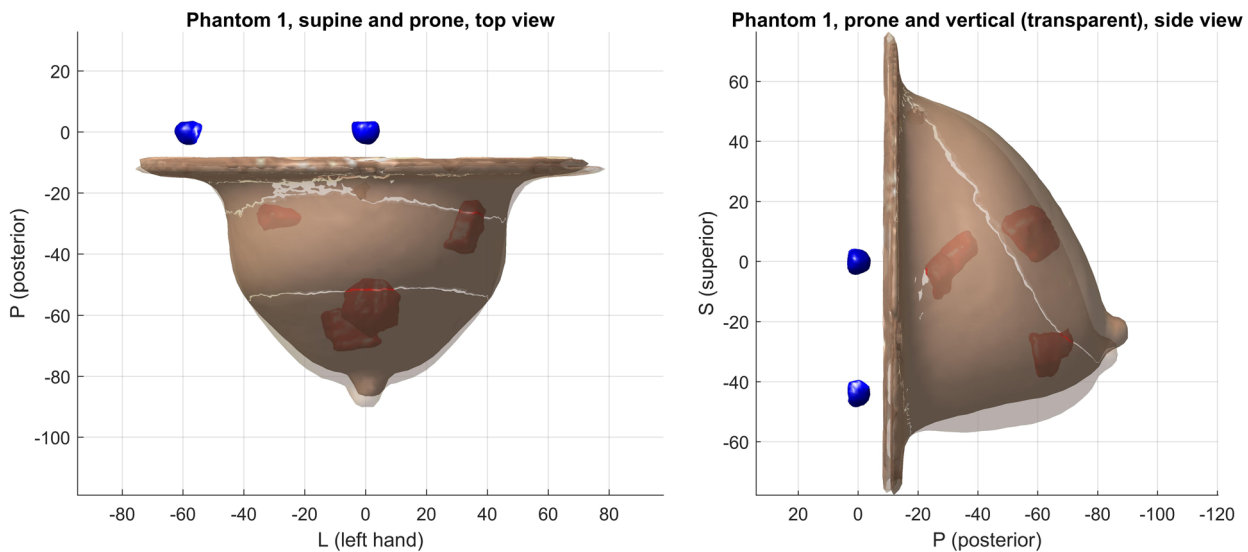 Phantom 1, supine and prone, top view
20
0
-20
-40
-60
-80
-100
P (posterior)
-80 -60 -40 -20 0 20 40 60 80
L (left hand)
Phantom 1, prone and vertical (transparent), side view
60
40
20
0
-20
-40
-60
S (superior)
20 0 -20 -40 -60 -80 -100 -120
P (posterior)